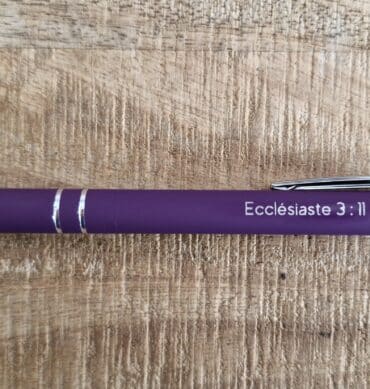 Ecclésiaste 3 : 11